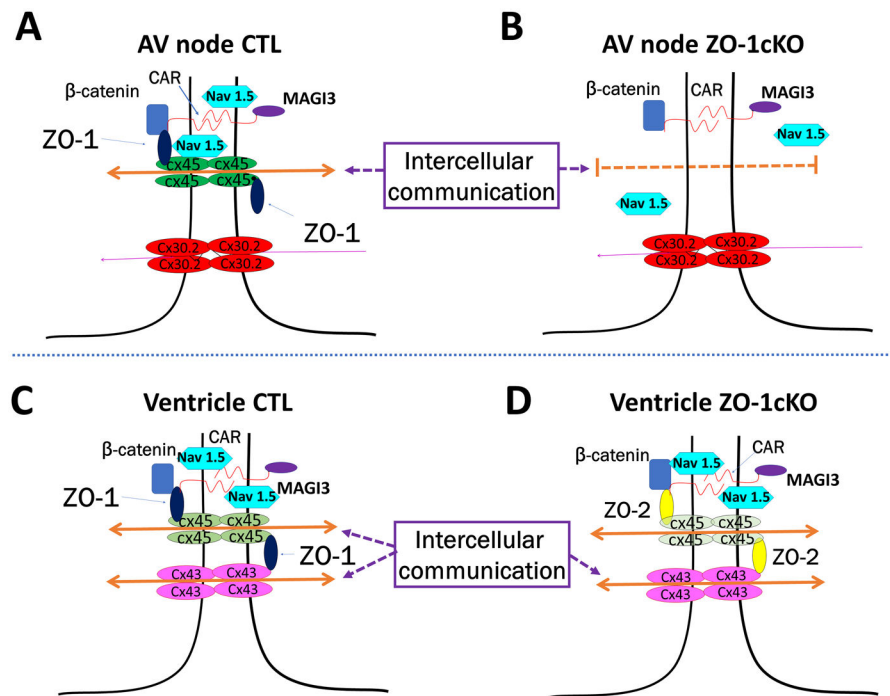 A
AV node CTL
CAR
β-catenin
Nav 1.5
MAGI3
ZO-1
Nav 1.5
cx45
cx45
cx45
cx45
ZO-1
Cx30.2
Cx30.2
Cx30.2
Cx30.2
Intercellular
communication
B
AV node ZO-1cKO
CAR
β-catenin
MAGI3
Nav 1.5
Nav 1.5
Cx30.2
Cx30.2
Cx30.2
Cx30.2
C
Ventricle CTL
CAR
β-catenin
Nav 1.5
MAGI3
ZO-1
Nav 1.5
cx45
cx45
cx45
cx45
ZO-1
Cx43
Cx43
Cx43
Cx43
Intercellular
communication
D
Ventricle ZO-1cKO
β-catenin
Nav 1.5
CAR
MAGI3
ZO-2
Nav 1.5
cx45
cx45
cx45
cx45
ZO-2
Cx43
Cx43
Cx43
Cx43